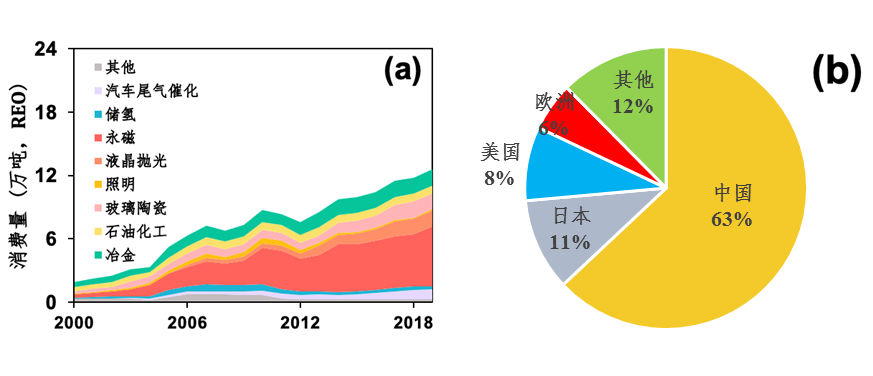 消费量（万吨，REO）
24
18
12
6
0
2000
2006
2012
2018
(a)
其他
汽车尾气催化
储氢
永磁
液晶抛光
照明
玻璃陶瓷
石油化工
冶金
(b)
其他
12%
欧洲
6%
美国
8%
日本
11%
中国
63%